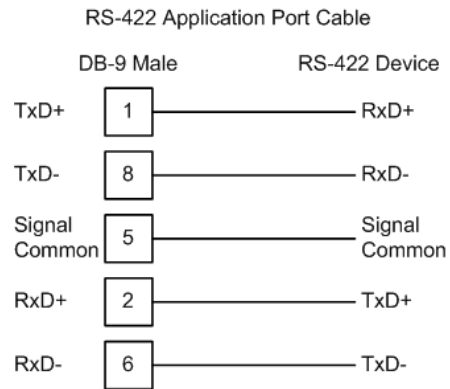 RS-422 Application Port Cable
DB-9 Male RS-422 Device
TxD+ 1 RxD+
TxD- 8 RxD-
Signal Common 5 Signal Common
RxD+ 2 TxD+
RxD- 6 TxD-